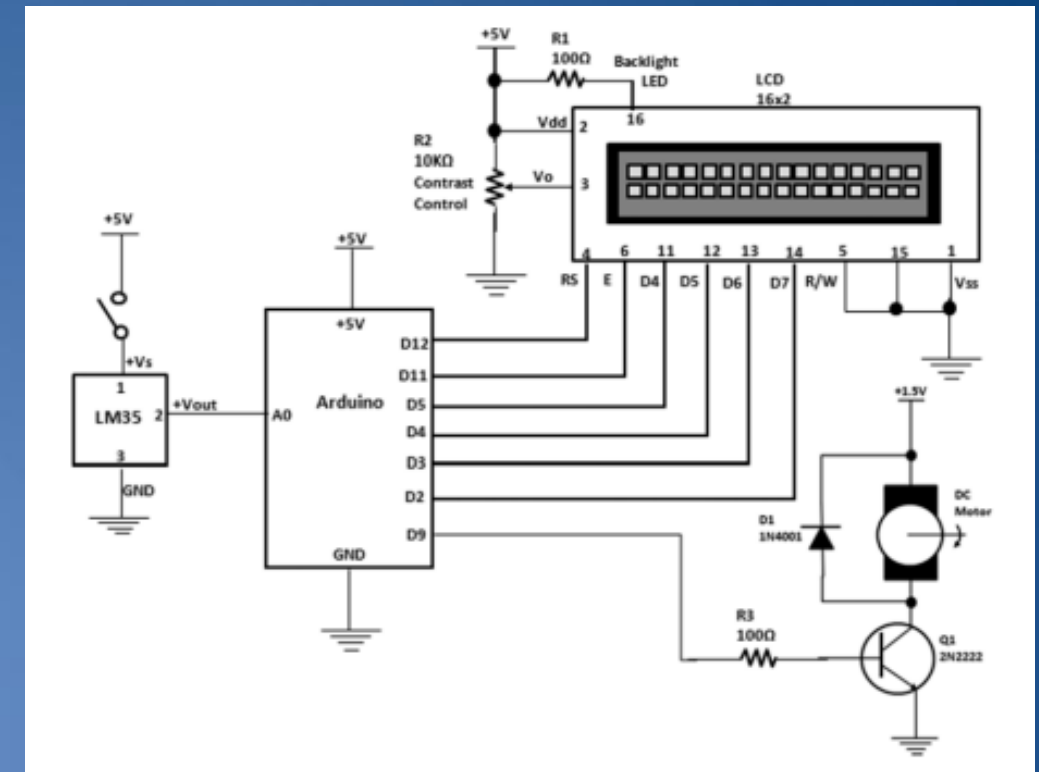 +5V
R1
100Ω
Backlight
LED
LCD
16x2
16
Vdd
2
R2
10KΩ
Contrast
Control
Vo
3
4
6
11
12
13
14
5
15
1
RS
E
D4
D5
D6
D7
R/W
Vss
+5V
+Vs
1
LM35
2
3
GND
+Vout
+5V
+5V
Arduino
A0
D12
D11
D5
D4
D3
D2
D9
GND
+1.5V
DC
Motor
D1
1N4001
R3
100Ω
Q1
2N2222